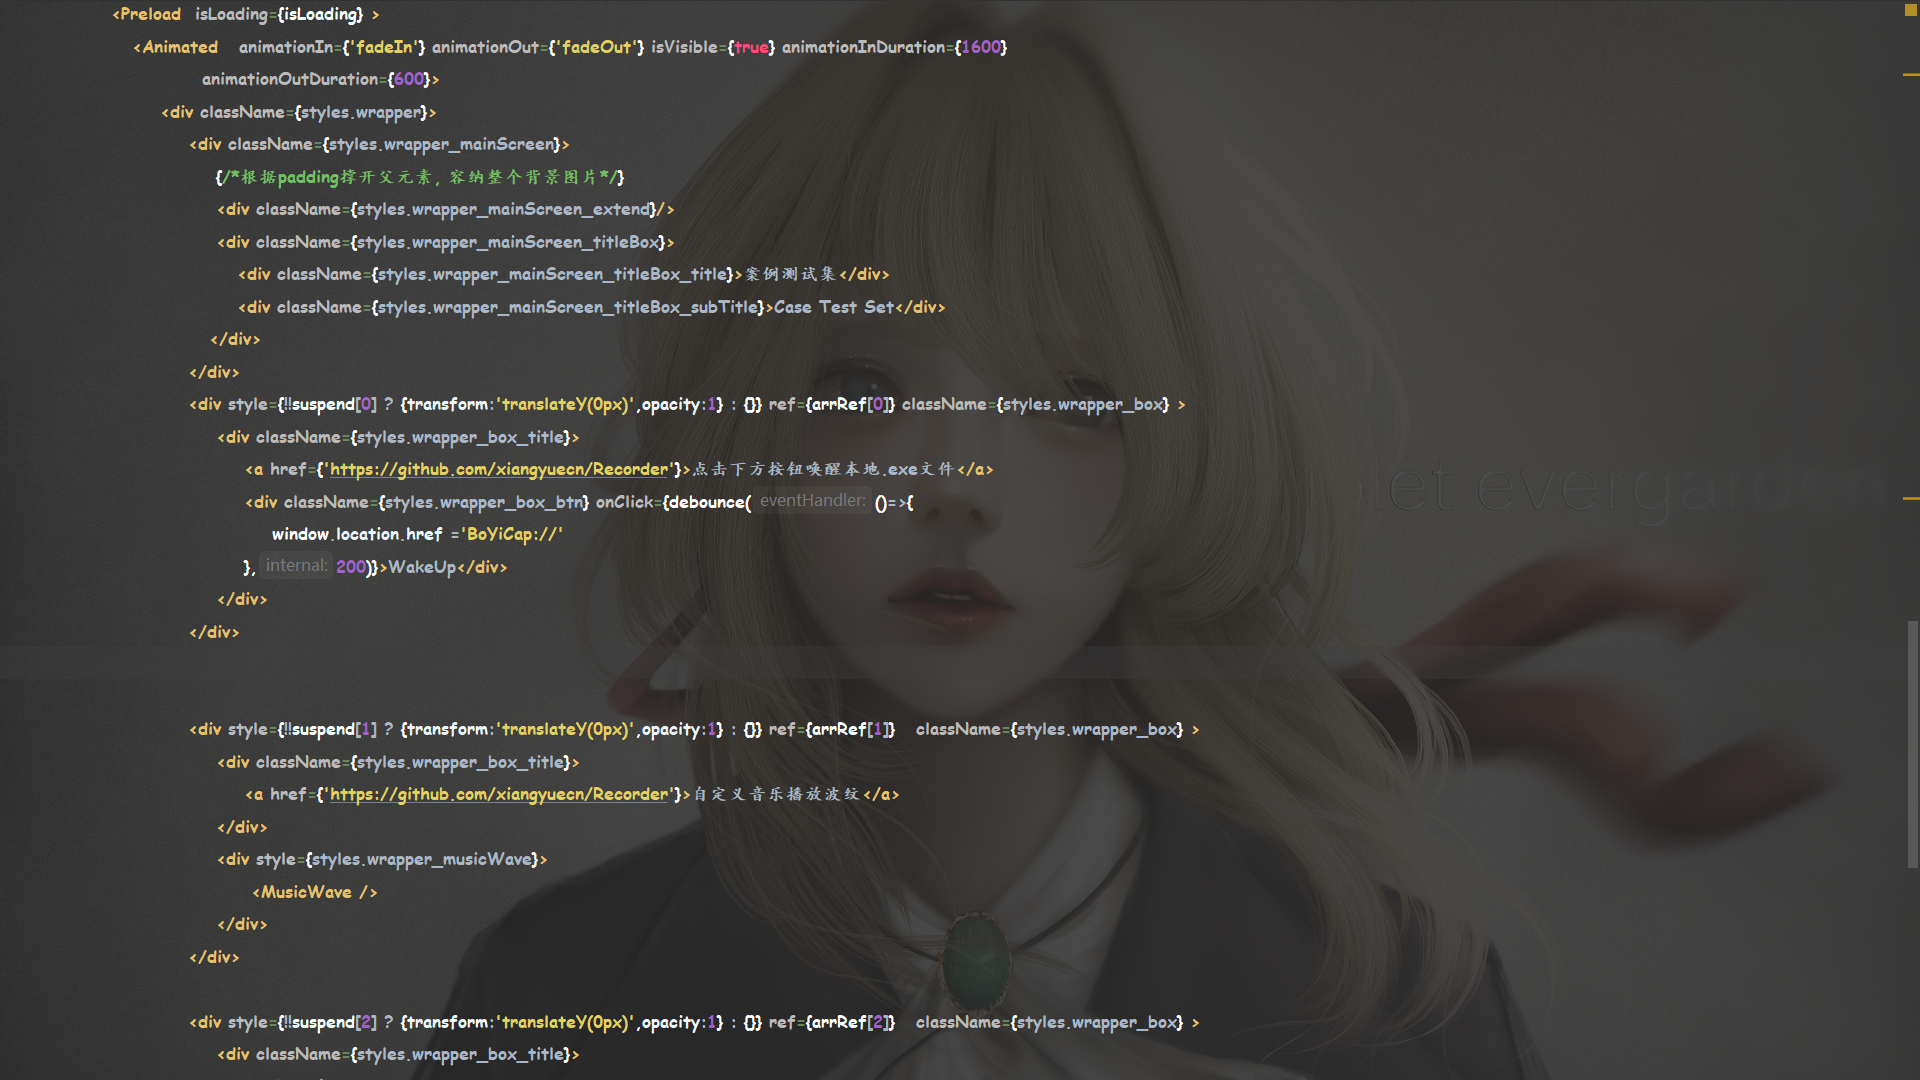 <Preload isLoading={isLoading} >
<Animated animationIn={'fadeIn'} animationOut={'fadeOut'} isVisible={true} animationInDuration={1600}
animationOutDuration={600}>
<div className={styles.wrapper}>
<div className={styles.wrapper_mainScreen}>
{/*根据padding撑开父元素, 容纳整个背景图片*/}
<div className={styles.wrapper_mainScreen_extend}/>
<div className={styles.wrapper_mainScreen_titleBox}>
<div className={styles.wrapper_mainScreen_titleBox_title}>案例测试集</div>
<div className={styles.wrapper_mainScreen_titleBox_subTitle}>Case Test Set</div>
</div>
</div>
<div style={!!suspend[0] ? {transform:'translateY(0px)',opacity:1} : {}} ref={arrRef[0]} className={styles.wrapper_box} >
<div className={styles.wrapper_box_title}>
<a href={'https://github.com/xiangyuecn/Recorder'}>点击下方按钮唤醒本地.exe文件</a>
<div className={styles.wrapper_box_btn} onClick={debounce( eventHandler: ()=>{
window.location.href ='BoYiCap://'
}, internal: 200)}>WakeUp</div>
</div>
</div>
<div style={!!suspend[1] ? {transform:'translateY(0px)',opacity:1} : {}} ref={arrRef[1]} className={styles.wrapper_box} >
<div className={styles.wrapper_box_title}>
<a href={'https://github.com/xiangyuecn/Recorder'}>自定义音乐播放波纹</a>
</div>
<div style={styles.wrapper_musicWave}>
<MusicWave />
</div>
</div>
<div style={!!suspend[2] ? {transform:'translateY(0px)',opacity:1} : {}} ref={arrRef[2]} className={styles.wrapper_box} >
<div className={styles.wrapper_box_title}>
evergarden